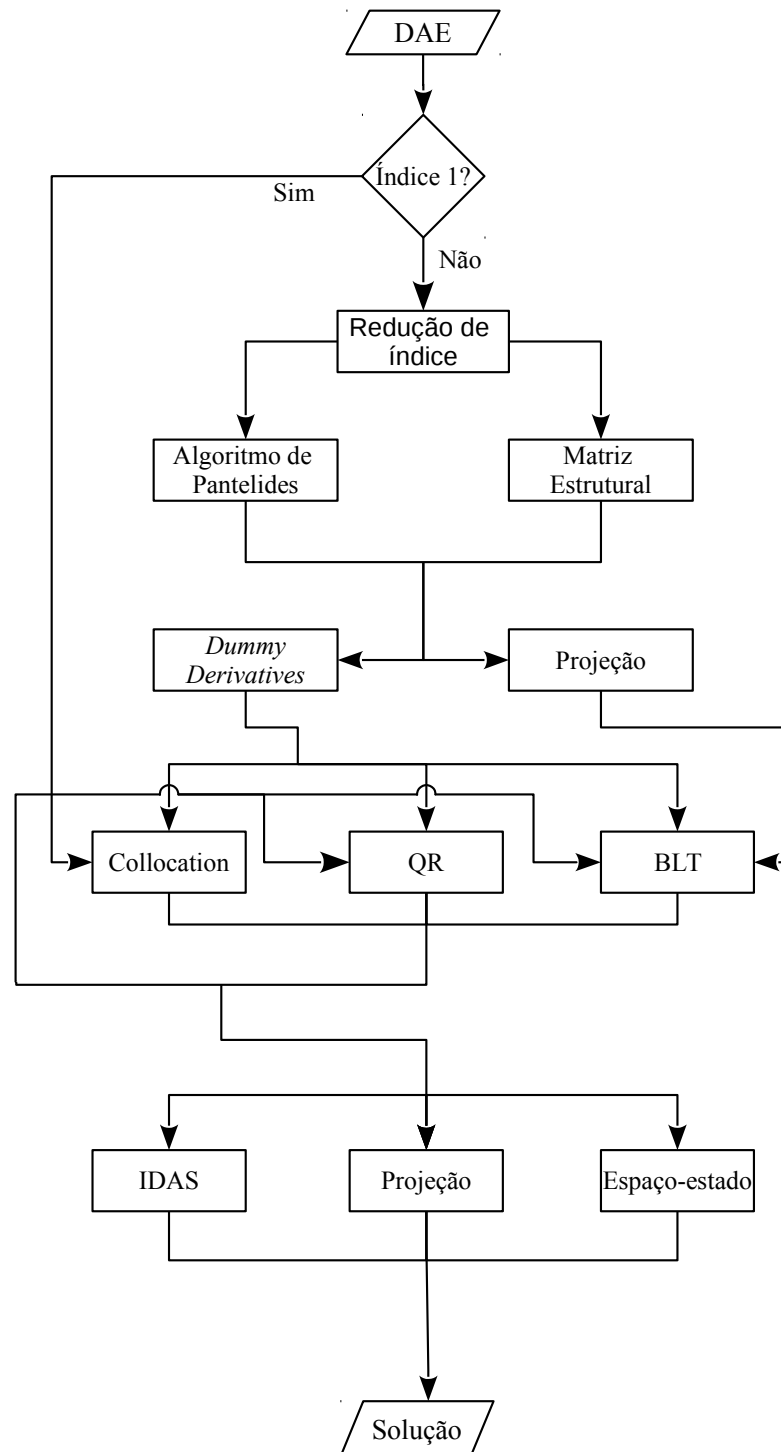 DAE
Índice 1?
Sim
Não
Redução de
índice
Algoritmo de
Pantelides
Matriz
Estrutural
Dummy
Derivatives
Projeção
Collocation
QR
BLT
IDAS
Projeção
Espaço-estado
Solução